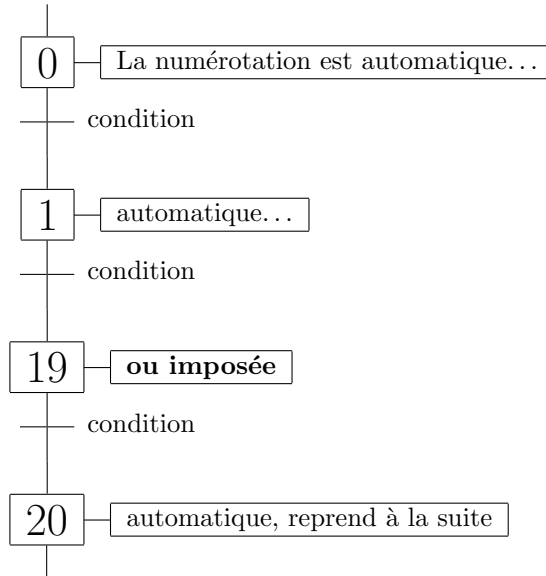 0 La numérotation est automatique...
condition
1 automatique...
condition
19 ou imposée
condition
20 automatique, reprend à la suite